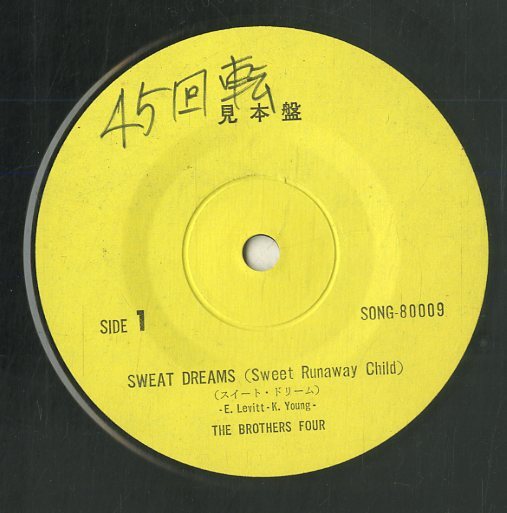 45回転
見本盤
SIDE 1
SONG-80009
SWEAT DREAMS (Sweet Runaway Child)
(スイート・ドリーム)
-E. Levitt-K. Young-
THE BROTHERS FOUR